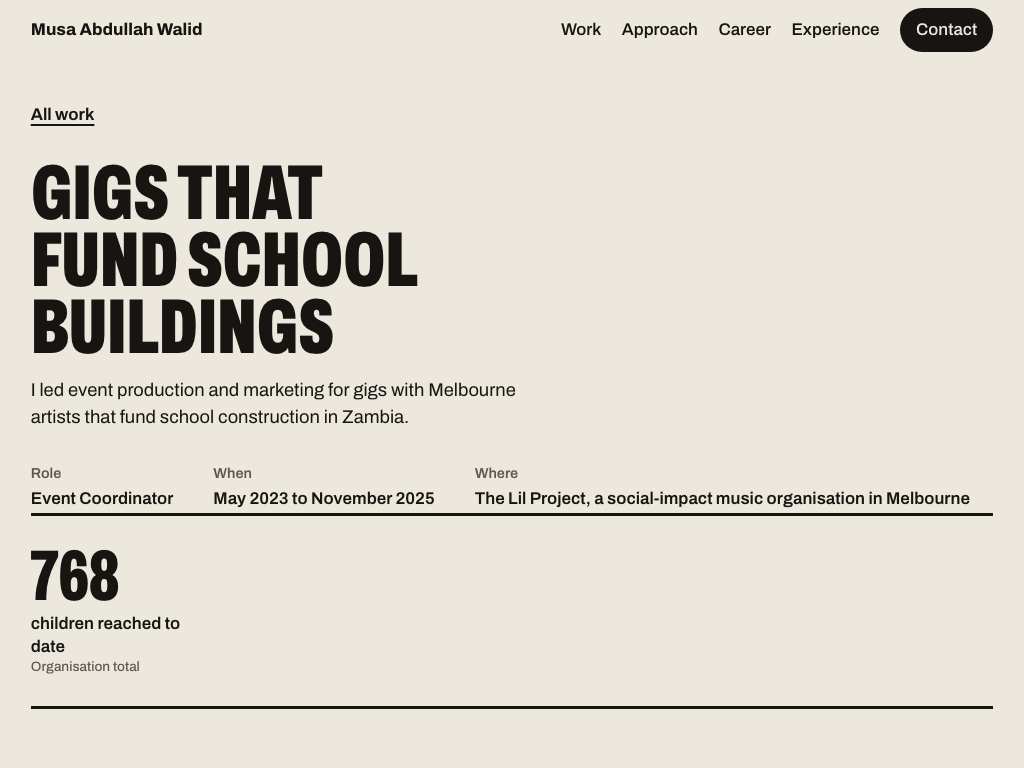 Musa Abdullah Walid
Work Approach Career Experience Contact
All work
GIGS THAT
FUND SCHOOL
BUILDINGS
I led event production and marketing for gigs with Melbourne
artists that fund school construction in Zambia.
Role When Where
Event Coordinator May 2023 to November 2025 The Lil Project, a social-impact music organisation in Melbourne
768
children reached to
date
Organisation total